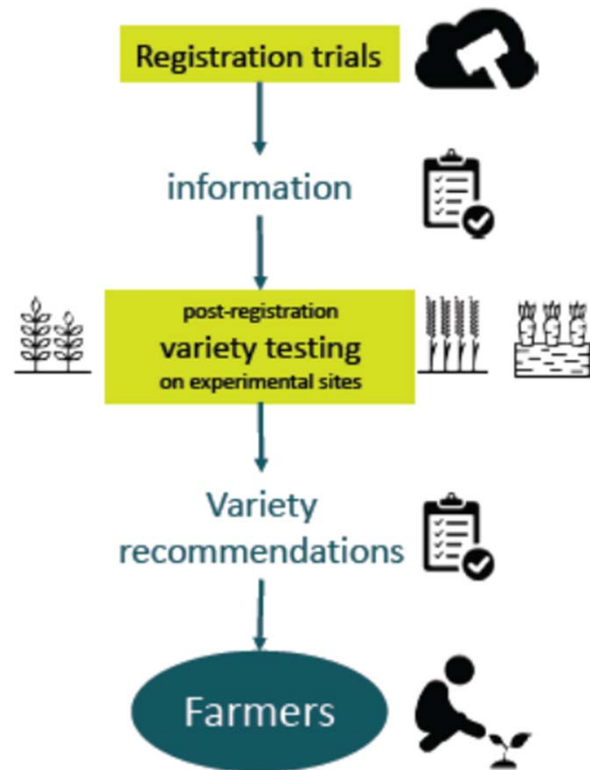 Registration trials
information
post-registration
variety testing
on experimental sites
Variety
recommendations
Farmers